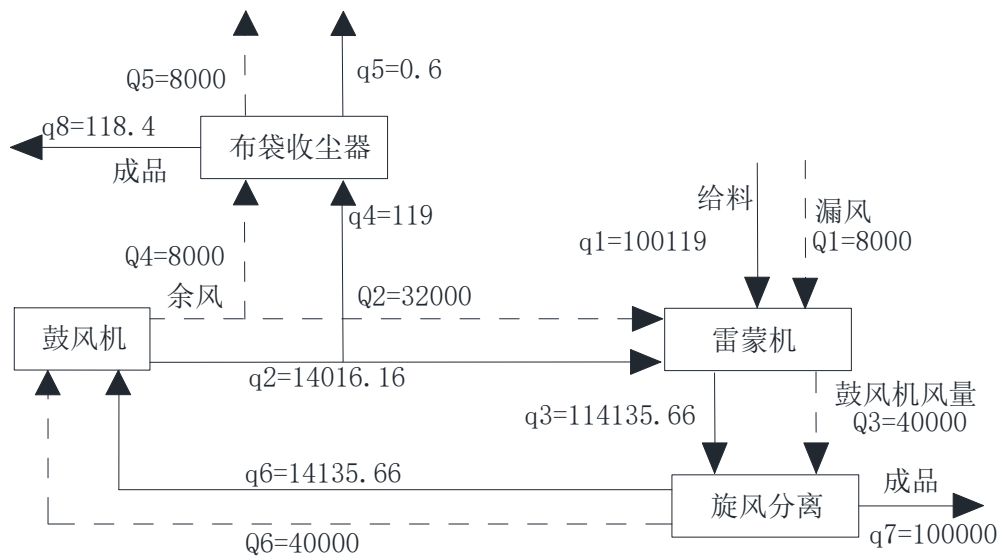 Q5=8000
q5=0.6
q8=118.4
布袋收尘器
成品
q4=119
给料
漏风
q1=100119
Q1=8000
Q4=8000
余风
Q2=32000
鼓风机
雷蒙机
q2=14016.16
鼓风机风量
q3=114135.66
Q3=40000
q6=14135.66
成品
旋风分离
q7=100000
Q6=40000